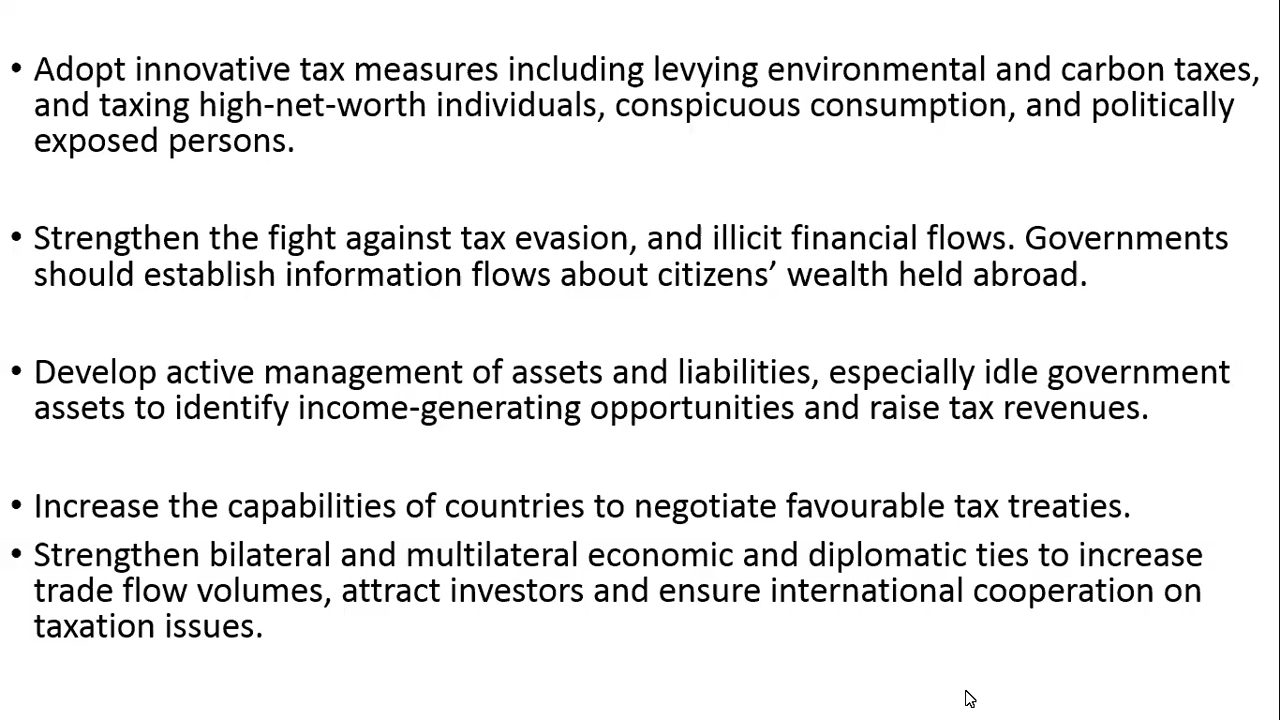 • Adopt innovative tax measures including levying environmental and carbon taxes,
and taxing high-net-worth individuals, conspicuous consumption, and politically
exposed persons.
• Strengthen the fight against tax evasion, and illicit financial flows. Governments
should establish information flows about citizens’ wealth held abroad.
• Develop active management of assets and liabilities, especially idle government
assets to identify income-generating opportunities and raise tax revenues.
• Increase the capabilities of countries to negotiate favourable tax treaties.
• Strengthen bilateral and multilateral economic and diplomatic ties to increase
trade flow volumes, attract investors and ensure international cooperation on
taxation issues.